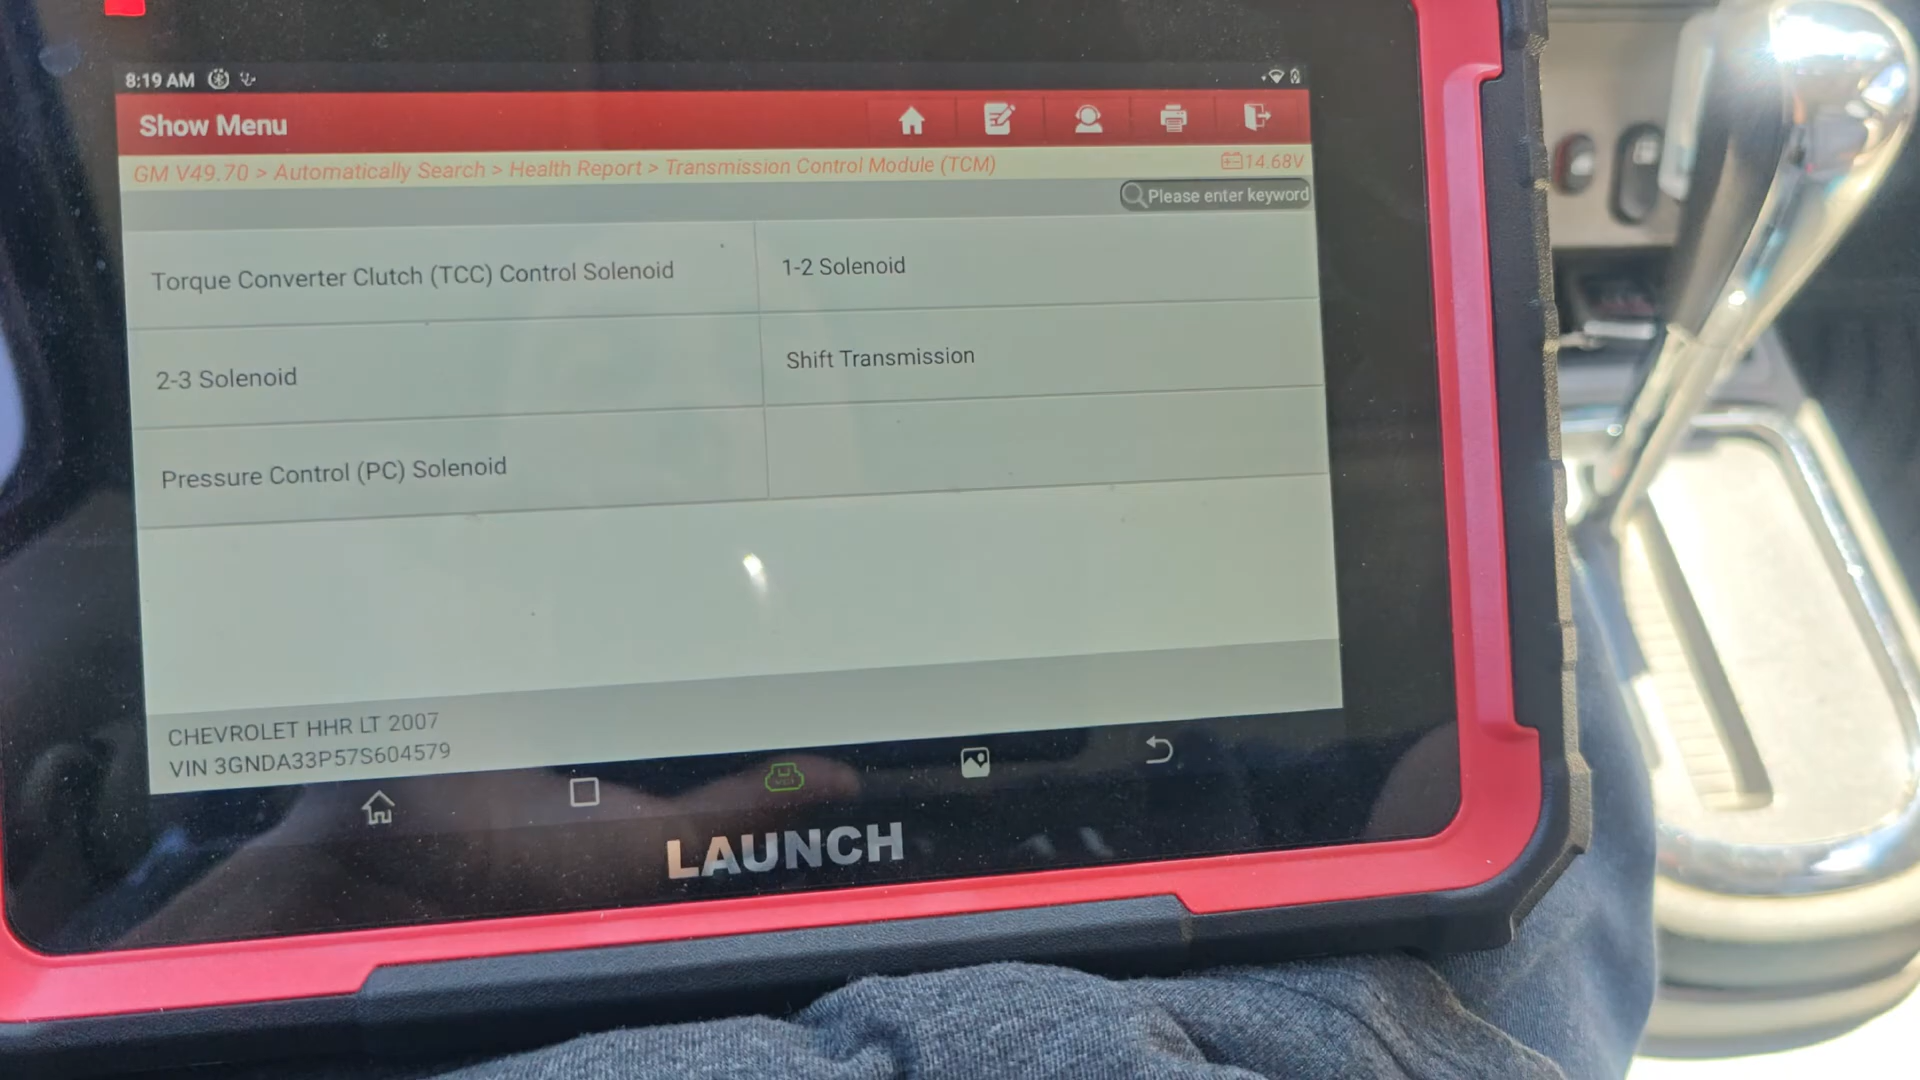 8:19 AM
Show Menu
GM V49.70 > Automatically Search > Health Report > Transmission Control Module (TCM)
14.68V
Please enter keyword
Torque Converter Clutch (TCC) Control Solenoid
1-2 Solenoid
2-3 Solenoid
Shift Transmission
Pressure Control (PC) Solenoid
CHEVROLET HHR LT 2007
VIN 3GNDA33P57S604579
LAUNCH